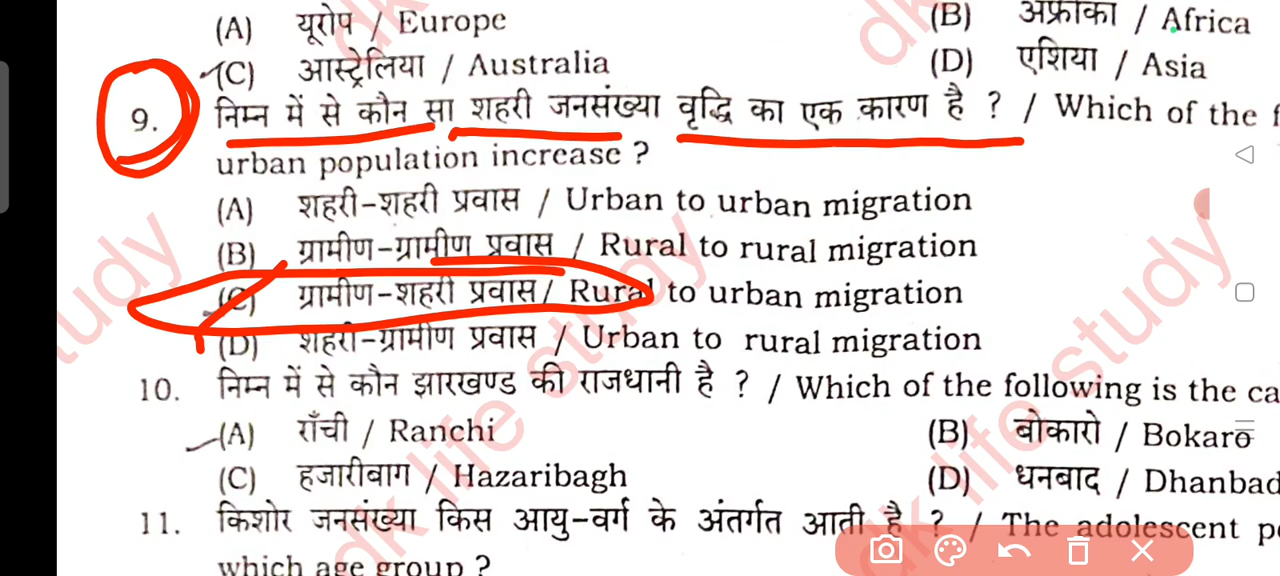 (A) यूरोप / Europe (B) अफ्रीका / Africa
(C) आस्ट्रेलिया / Australia (D) एशिया / Asia
9. निम्न में से कौन सा शहरी जनसंख्या वृद्धि का एक कारण है ? / Which of the f
urban population increase ?
(A) शहरी-शहरी प्रवास / Urban to urban migration
(B) ग्रामीण-ग्रामीण प्रवास / Rural to rural migration
(C) ग्रामीण-शहरी प्रवास/ Rural to urban migration
(D) शहरी-ग्रामीण प्रवास / Urban to rural migration
10. निम्न में से कौन झारखण्ड की राजधानी है ? / Which of the following is the ca
(A) राँची / Ranchi (B) बोकारो / Bokaro
(C) हजारीबाग / Hazaribagh (D) धनबाद / Dhanbad
11. किशोर जनसंख्या किस आयु-वर्ग के अंतर्गत आती है ? / The adolescent p
which age group ?
dk life study